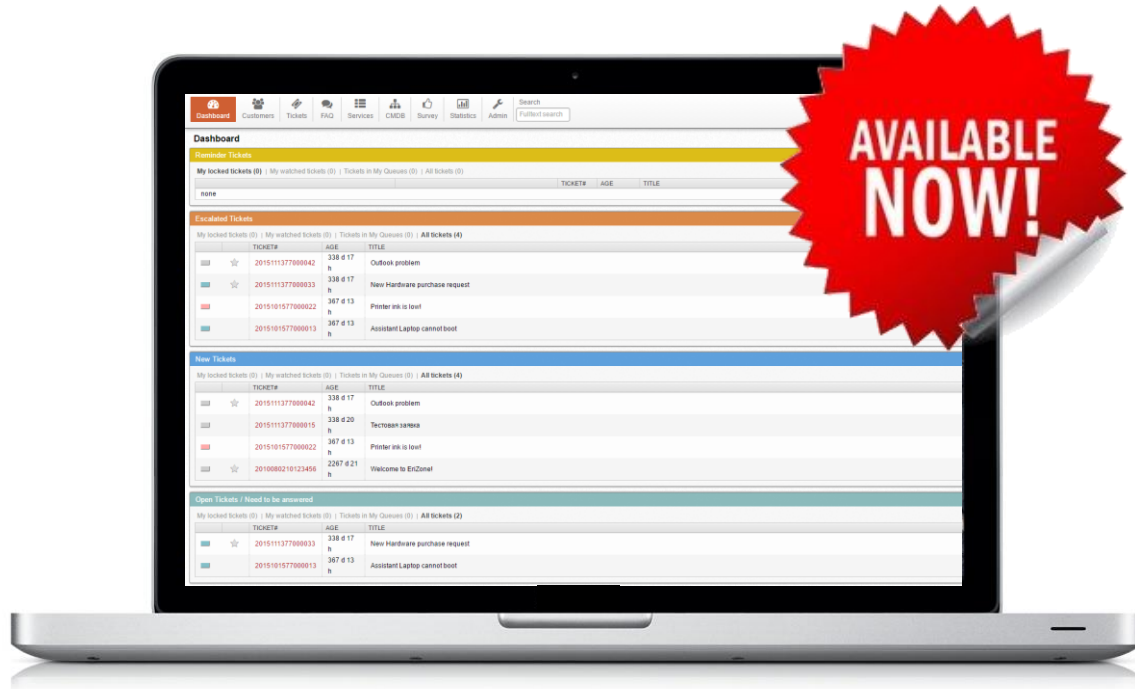 Dashboard Customers Tickets FAQ Services CMDB Survey Statistics Admin
Search
Fulltext search
AVAILABLE
NOW!
Dashboard
Reminder Tickets
My locked tickets (0) | My watched tickets (0) | Tickets in My Queues (0) | All tickets (0)
TICKET# AGE TITLE
none
Escalated Tickets
My locked tickets (0) | My watched tickets (0) | Tickets in My Queues (0) | All tickets (4)
TICKET# AGE TITLE
2015111377000042 338 d 17 h Outlook problem
2015111377000033 338 d 17 h New Hardware purchase request
2015101577000022 367 d 13 h Printer ink is low!
2015101577000013 367 d 13 h Assistant Laptop cannot boot
New Tickets
My locked tickets (0) | My watched tickets (0) | Tickets in My Queues (0) | All tickets (4)
TICKET# AGE TITLE
2015111377000042 338 d 17 h Outlook problem
2015111377000015 338 d 20 h Тестовая заявка
2015101577000022 367 d 13 h Printer ink is low!
2010080210123456 2267 d 21 h Welcome to EriZone!
Open Tickets / Need to be answered
My locked tickets (0) | My watched tickets (0) | Tickets in My Queues (0) | All tickets (2)
TICKET# AGE TITLE
2015111377000033 338 d 17 h New Hardware purchase request
2015101577000013 367 d 13 h Assistant Laptop cannot boot